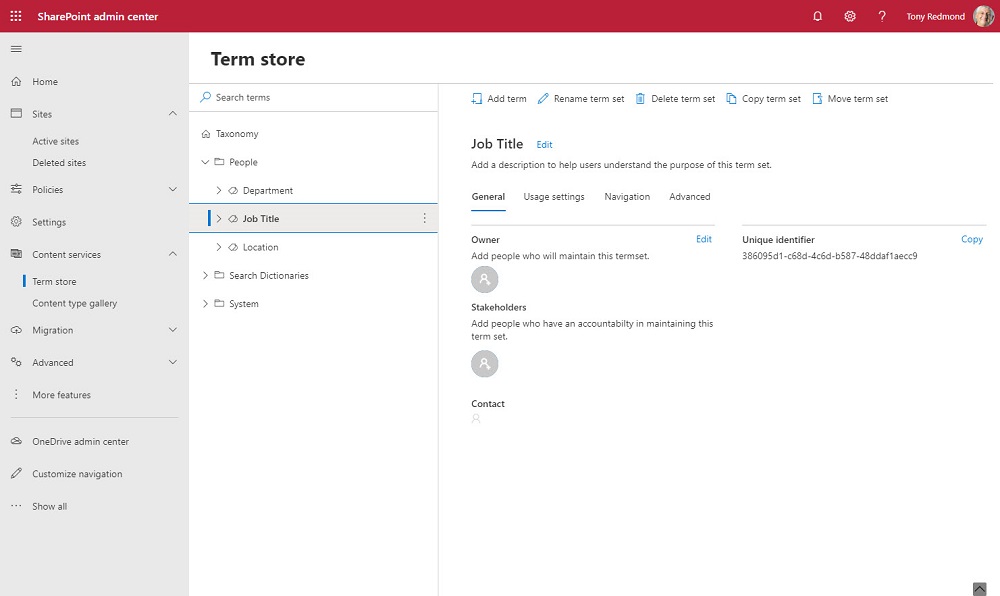 SharePoint admin center
Tony Redmond
Home
Sites
Active sites
Deleted sites
Policies
Settings
Content services
Term store
Content type gallery
Migration
Advanced
More features
OneDrive admin center
Customize navigation
Show all
Term store
Search terms
Taxonomy
People
Department
Job Title
Location
Search Dictionaries
System
Add term
Rename term set
Delete term set
Copy term set
Move term set
Job Title Edit
Add a description to help users understand the purpose of this term set.
General Usage settings Navigation Advanced
Owner Edit
Add people who will maintain this termset.
Stakeholders
Add people who have an accountabilty in maintaining this
term set.
Contact
Unique identifier Copy
386095d1-c68d-4c6d-b587-48ddaf1aecc9